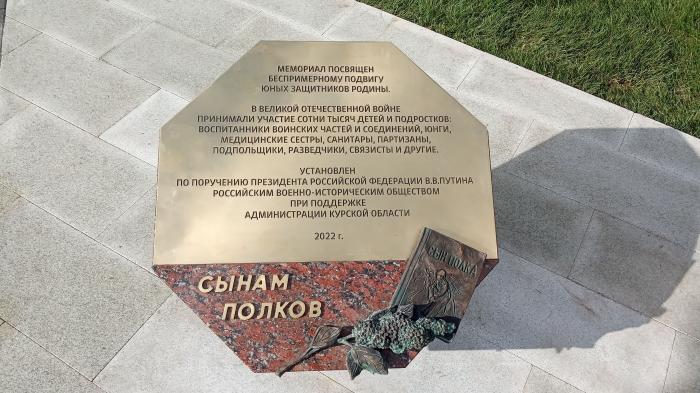 МЕМОРИАЛ ПОСВЯЩЕН
БЕСПРИМЕРНОМУ ПОДВИГУ
ЮНЫХ ЗАЩИТНИКОВ РОДИНЫ.
В ВЕЛИКОЙ ОТЕЧЕСТВЕННОЙ ВОЙНЕ
ПРИНИМАЛИ УЧАСТИЕ СОТНИ ТЫСЯЧ ДЕТЕЙ И ПОДРОСТКОВ:
ВОСПИТАННИКИ ВОИНСКИХ ЧАСТЕЙ И СОЕДИНЕНИЙ, ЮНГИ,
МЕДИЦИНСКИЕ СЕСТРЫ, САНИТАРЫ, ПАРТИЗАНЫ,
ПОДПОЛЬЩИКИ, РАЗВЕДЧИКИ, СВЯЗИСТЫ И ДРУГИЕ.
УСТАНОВЛЕН
ПО ПОРУЧЕНИЮ ПРЕЗИДЕНТА РОССИЙСКОЙ ФЕДЕРАЦИИ В.В.ПУТИНА
РОССИЙСКИМ ВОЕННО-ИСТОРИЧЕСКИМ ОБЩЕСТВОМ
ПРИ ПОДДЕРЖКЕ
АДМИНИСТРАЦИИ КУРСКОЙ ОБЛАСТИ
2022 г.
СЫН ПОЛКА
СЫНАМ
ПОЛКОВ